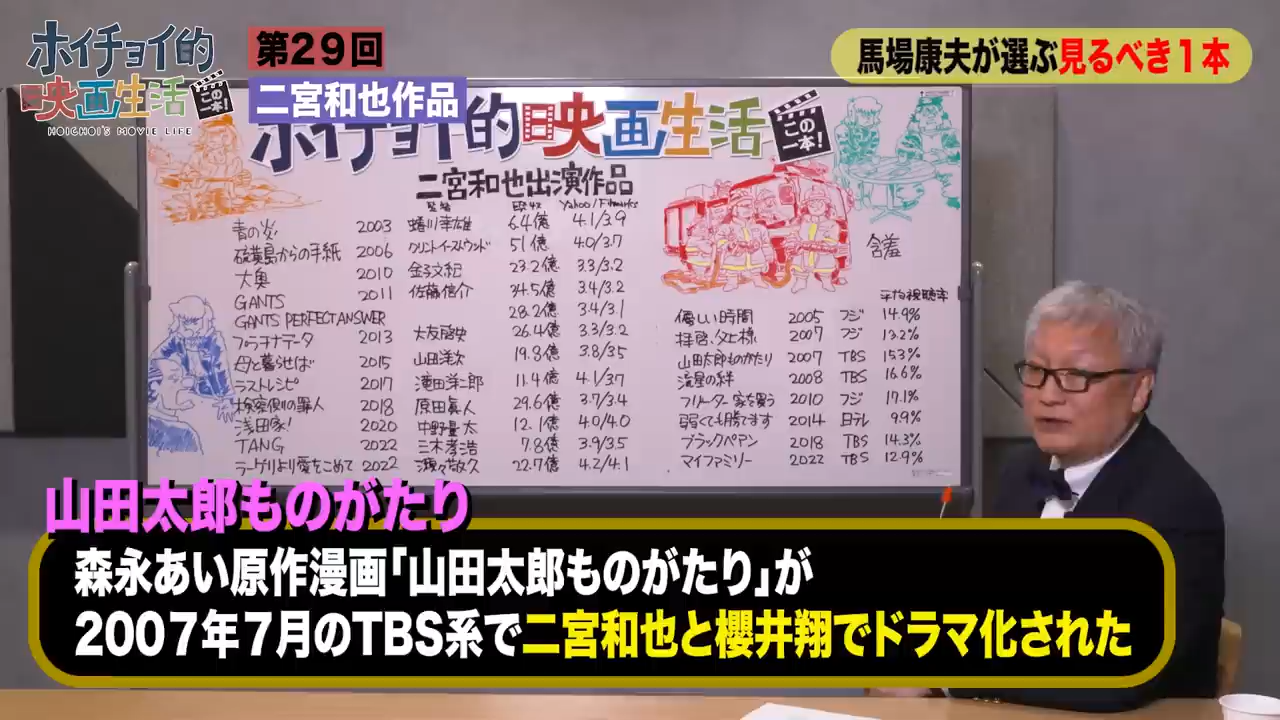 ホイチョイ的
映画生活
この一本!
HOICHOI'S MOVIE LIFE
第29回
二宮和也作品
馬場康夫が選ぶ見るべき1本
ホイチョイ的映画生活
この一本!
二宮和也出演作品
監督 興収 Yahoo/Filmarks
青の炎 2003 蜷川幸雄 6.4億 4.1/3.9
硫黄島からの手紙 2006 クリント・イーストウッド 51億 4.0/3.7
大奥 2010 金子文紀 23.2億 3.3/3.2
GANTS 2011 佐藤信介 34.5億 3.4/3.2
GANTS PERFECT ANSWER 28.2億 3.4/3.1
プラチナデータ 2013 大友啓史 26.4億 3.3/3.2
母と暮せば 2015 山田洋次 19.8億 3.8/3.5
ラストレシピ 2017 滝田洋二郎 11.4億 4.1/3.7
検察側の罪人 2018 原田眞人 29.6億 3.7/3.4
浅田家! 2020 中野量太 12.1億 4.0/4.0
TANG 2022 三木孝浩 7.8億 3.9/3.5
ラーゲリより愛をこめて 2022 瀬々敬久 22.7億 4.2/4.1
含羞
平均視聴率
優しい時間 2005 フジ 14.9%
拝啓、父上様 2007 フジ 13.2%
山田太郎ものがたり 2007 TBS 15.3%
流星の絆 2008 TBS 16.6%
フリーター 家を買う 2010 フジ 17.1%
弱くても勝てます 2014 日テレ 9.9%
ブラックペアン 2018 TBS 14.3%
マイファミリー 2022 TBS 12.9%
山田太郎ものがたり
森永あい原作漫画「山田太郎ものがたり」が
2007年7月のTBS系で二宮和也と櫻井翔でドラマ化された